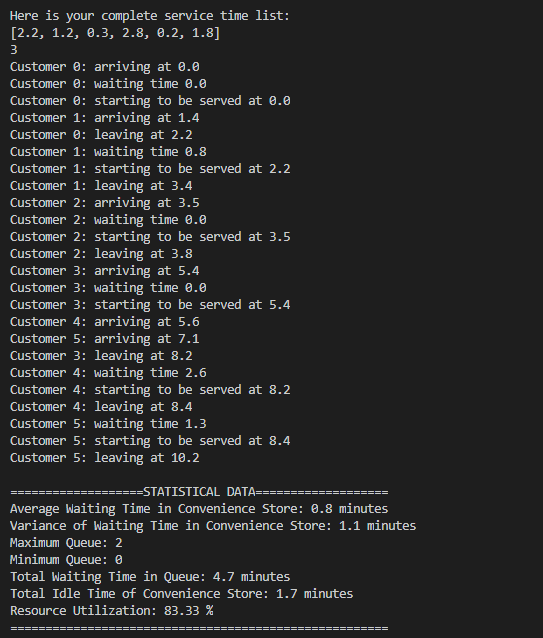 Here is your complete service time list:
[2.2, 1.2, 0.3, 2.8, 0.2, 1.8]
3
Customer 0: arriving at 0.0
Customer 0: waiting time 0.0
Customer 0: starting to be served at 0.0
Customer 1: arriving at 1.4
Customer 0: leaving at 2.2
Customer 1: waiting time 0.8
Customer 1: starting to be served at 2.2
Customer 1: leaving at 3.4
Customer 2: arriving at 3.5
Customer 2: waiting time 0.0
Customer 2: starting to be served at 3.5
Customer 2: leaving at 3.8
Customer 3: arriving at 5.4
Customer 3: waiting time 0.0
Customer 3: starting to be served at 5.4
Customer 4: arriving at 5.6
Customer 5: arriving at 7.1
Customer 3: leaving at 8.2
Customer 4: waiting time 2.6
Customer 4: starting to be served at 8.2
Customer 4: leaving at 8.4
Customer 5: waiting time 1.3
Customer 5: starting to be served at 8.4
Customer 5: leaving at 10.2

===================STATISTICAL DATA===================
Average Waiting Time in Convenience Store: 0.8 minutes
Variance of Waiting Time in Convenience Store: 1.1 minutes
Maximum Queue: 2
Minimum Queue: 0
Total Waiting Time in Queue: 4.7 minutes
Total Idle Time of Convenience Store: 1.7 minutes
Resource Utilization: 83.33 %
======================================================